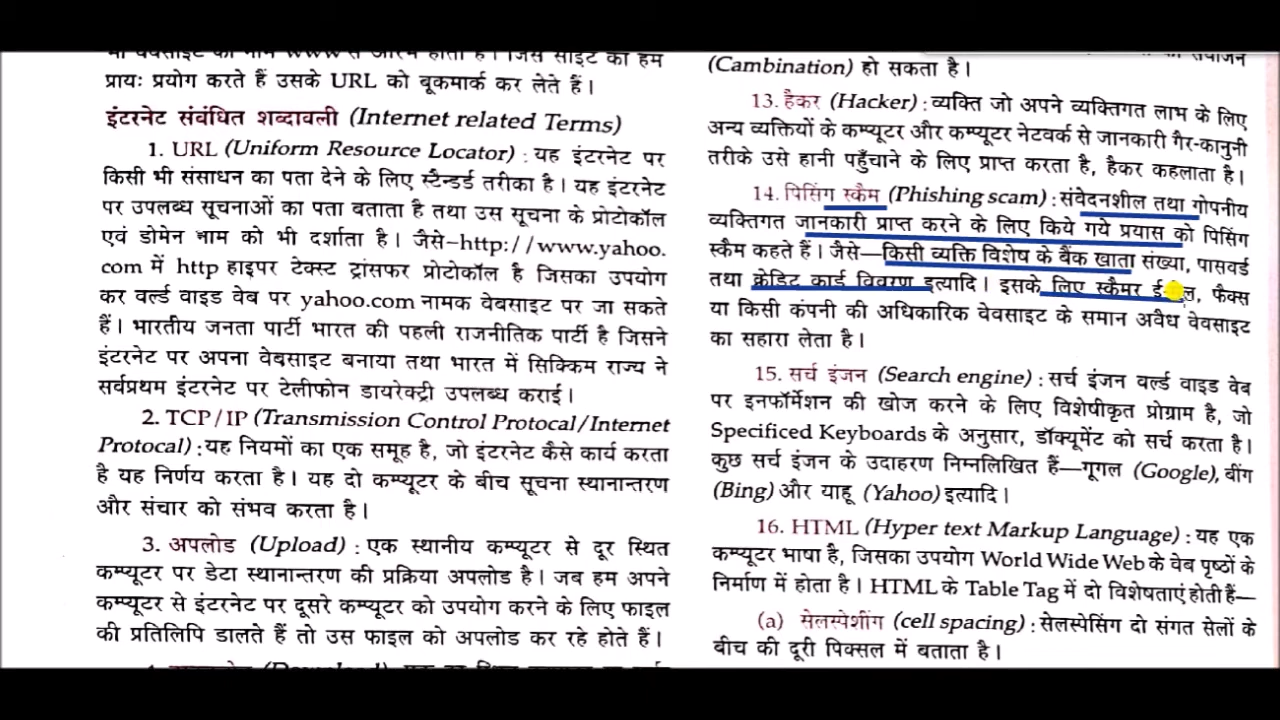 प्रायः प्रयोग करते हैं उसके URL को बूकमार्क कर लेते हैं।
इंटरनेट संबंधित शब्दावली (Internet related Terms)
1. URL (Uniform Resource Locator) : यह इंटरनेट पर
किसी भी संसाधन का पता देने के लिए स्टैन्डर्ड तरीका है। यह इंटरनेट
पर उपलब्ध सूचनाओं का पता बताता है तथा उस सूचना के प्रोटोकॉल
एवं डोमेन नाम को भी दर्शाता है। जैसे–http://www.yahoo.
com में http हाइपर टेक्स्ट ट्रांसफर प्रोटोकॉल है जिसका उपयोग
कर वर्ल्ड वाइड वेब पर yahoo.com नामक वेबसाइट पर जा सकते
हैं। भारतीय जनता पार्टी भारत की पहली राजनीतिक पार्टी है जिसने
इंटरनेट पर अपना वेबसाइट बनाया तथा भारत में सिक्किम राज्य ने
सर्वप्रथम इंटरनेट पर टेलीफोन डायरेक्ट्री उपलब्ध कराई।
2. TCP/IP (Transmission Control Protocal/Internet
Protocal) : यह नियमों का एक समूह है, जो इंटरनेट कैसे कार्य करता
है यह निर्णय करता है। यह दो कम्प्यूटर के बीच सूचना स्थानान्तरण
और संचार को संभव करता है।
3. अपलोड (Upload) : एक स्थानीय कम्प्यूटर से दूर स्थित
कम्प्यूटर पर डेटा स्थानान्तरण की प्रक्रिया अपलोड है। जब हम अपने
कम्प्यूटर से इंटरनेट पर दूसरे कम्प्यूटर को उपयोग करने के लिए फाइल
की प्रतिलिपि डालते हैं तो उस फाइल को अपलोड कर रहे होते हैं।
(Cambination) हो सकता है।
13. हैकर (Hacker) : व्यक्ति जो अपने व्यक्तिगत लाभ के लिए
अन्य व्यक्तियों के कम्प्यूटर और कम्प्यूटर नेटवर्क से जानकारी गैर-कानुनी
तरीके उसे हानी पहुँचाने के लिए प्राप्त करता है, हैकर कहलाता है।
14. पिसिंग स्कैम (Phishing scam) : संवेदनशील तथा गोपनीय
व्यक्तिगत जानकारी प्राप्त करने के लिए किये गये प्रयास को पिसिंग
स्कैम कहते हैं। जैसे–किसी व्यक्ति विशेष के बैंक खाता संख्या, पासवर्ड
तथा क्रेडिट कार्ड विवरण इत्यादि। इसके लिए स्कैमर फैक्स
या किसी कंपनी की अधिकारिक वेवसाइट के समान अवैध वेवसाइट
का सहारा लेता है।
15. सर्च इंजन (Search engine) : सर्च इंजन वर्ल्ड वाइड वेब
पर इनफॉर्मेशन की खोज करने के लिए विशेषीकृत प्रोग्राम है, जो
Specificed Keyboards के अनुसार, डॉक्यूमेंट को सर्च करता है।
कुछ सर्च इंजन के उदाहरण निम्नलिखित हैं–गूगल (Google), बींग
(Bing) और याहू (Yahoo) इत्यादि।
16. HTML (Hyper text Markup Language) : यह एक
कम्प्यूटर भाषा है, जिसका उपयोग World Wide Web के वेब पृष्ठों के
निर्माण में होता है। HTML के Table Tag में दो विशेषताएं होती हैं–
(a) सेलस्पेशींग (cell spacing) : सेलस्पेसिंग दो संगत सेलों के
बीच की दूरी पिक्सल में बताता है।